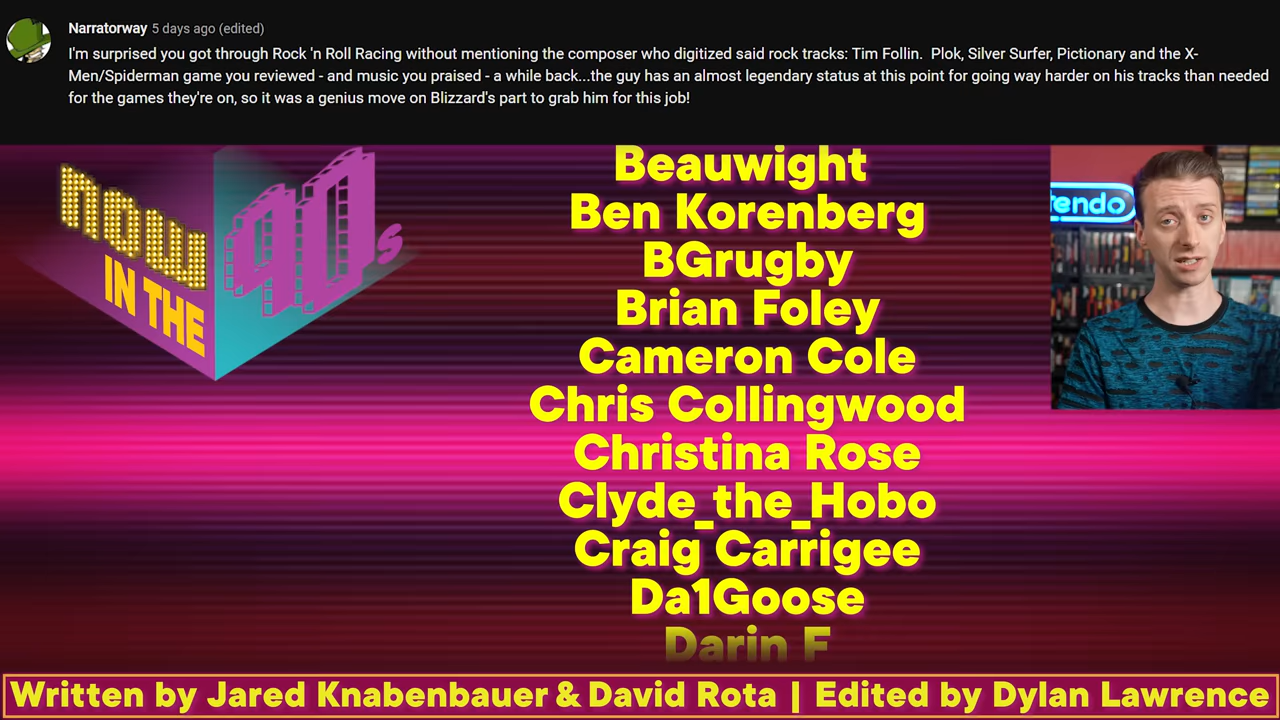 Narratorway 5 days ago (edited)
I'm surprised you got through Rock 'n Roll Racing without mentioning the composer who digitized said rock tracks: Tim Follin.  Plok, Silver Surfer, Pictionary and the X-
Men/Spiderman game you reviewed - and music you praised - a while back...the guy has an almost legendary status at this point for going way harder on his tracks than needed
for the games they're on, so it was a genius move on Blizzard's part to grab him for this job!
NOW
IN THE
90s
Beauwight
Ben Korenberg
BGrugby
Brian Foley
Cameron Cole
Chris Collingwood
Christina Rose
Clyde_the_Hobo
Craig Carrigee
Da1Goose
Darin F
tendo
Written by Jared Knabenbauer & David Rota | Edited by Dylan Lawrence